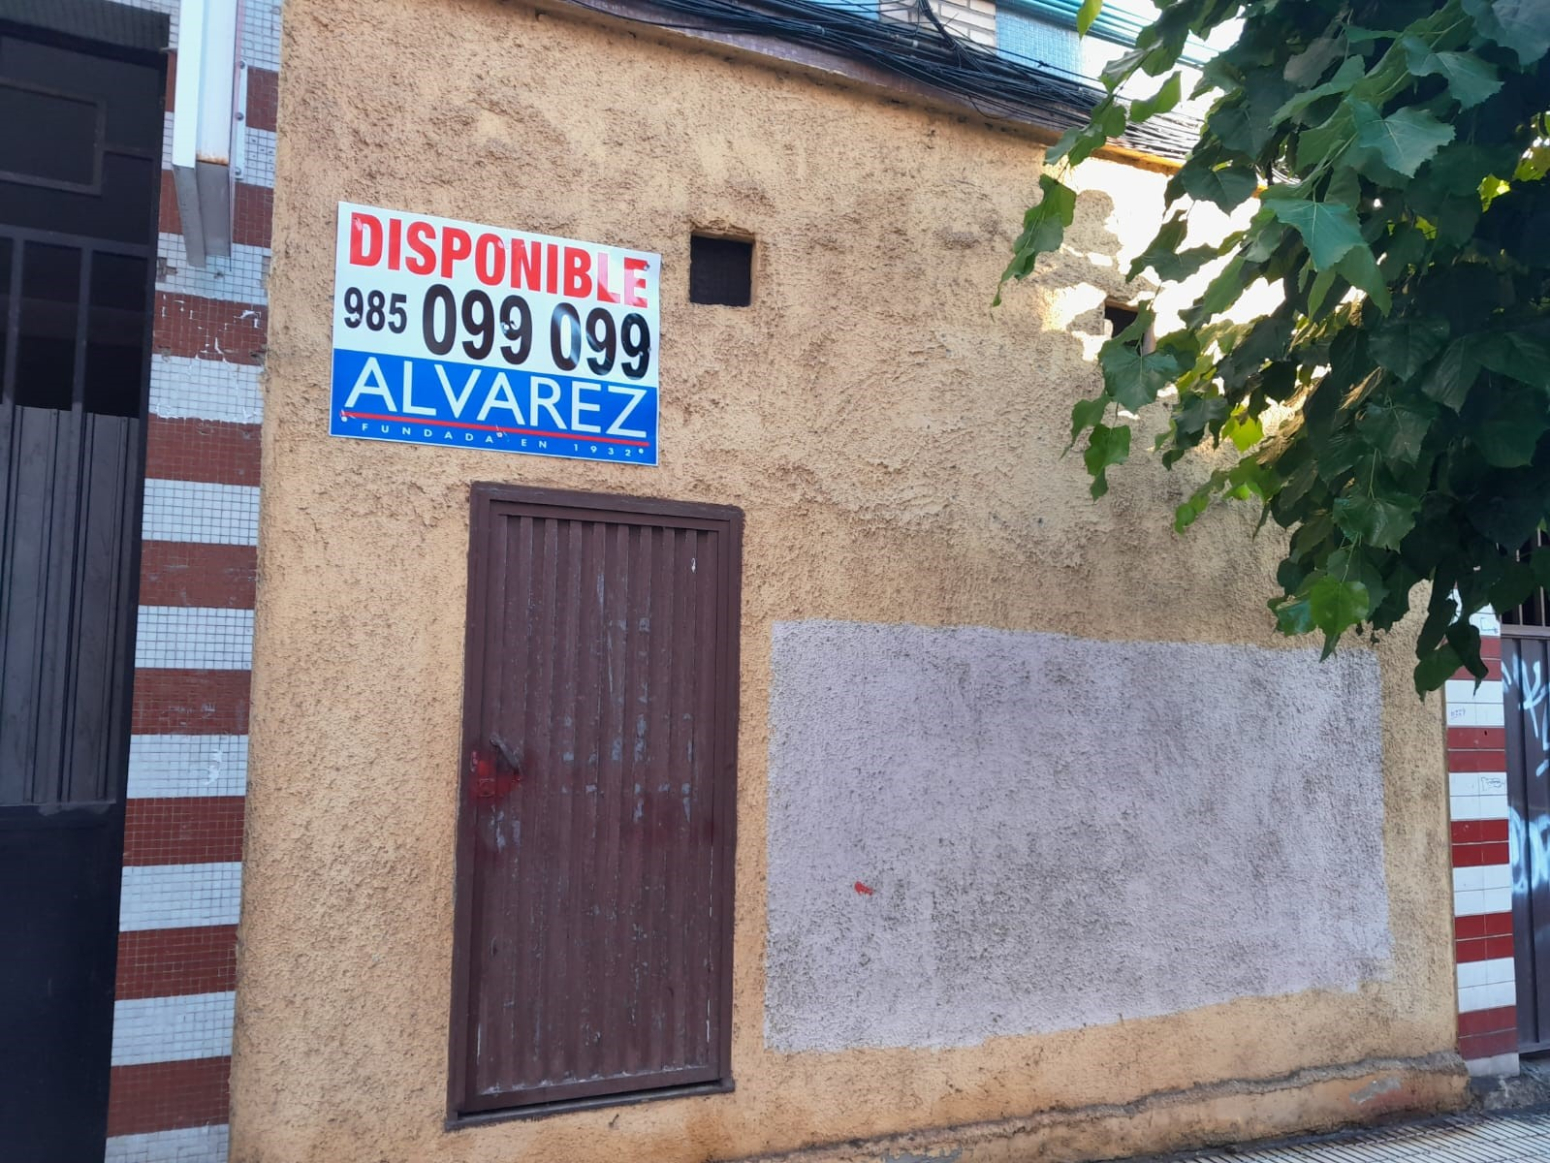 DISPONIBLE
985 099 099
ALVAREZ
FUNDADA EN 1932